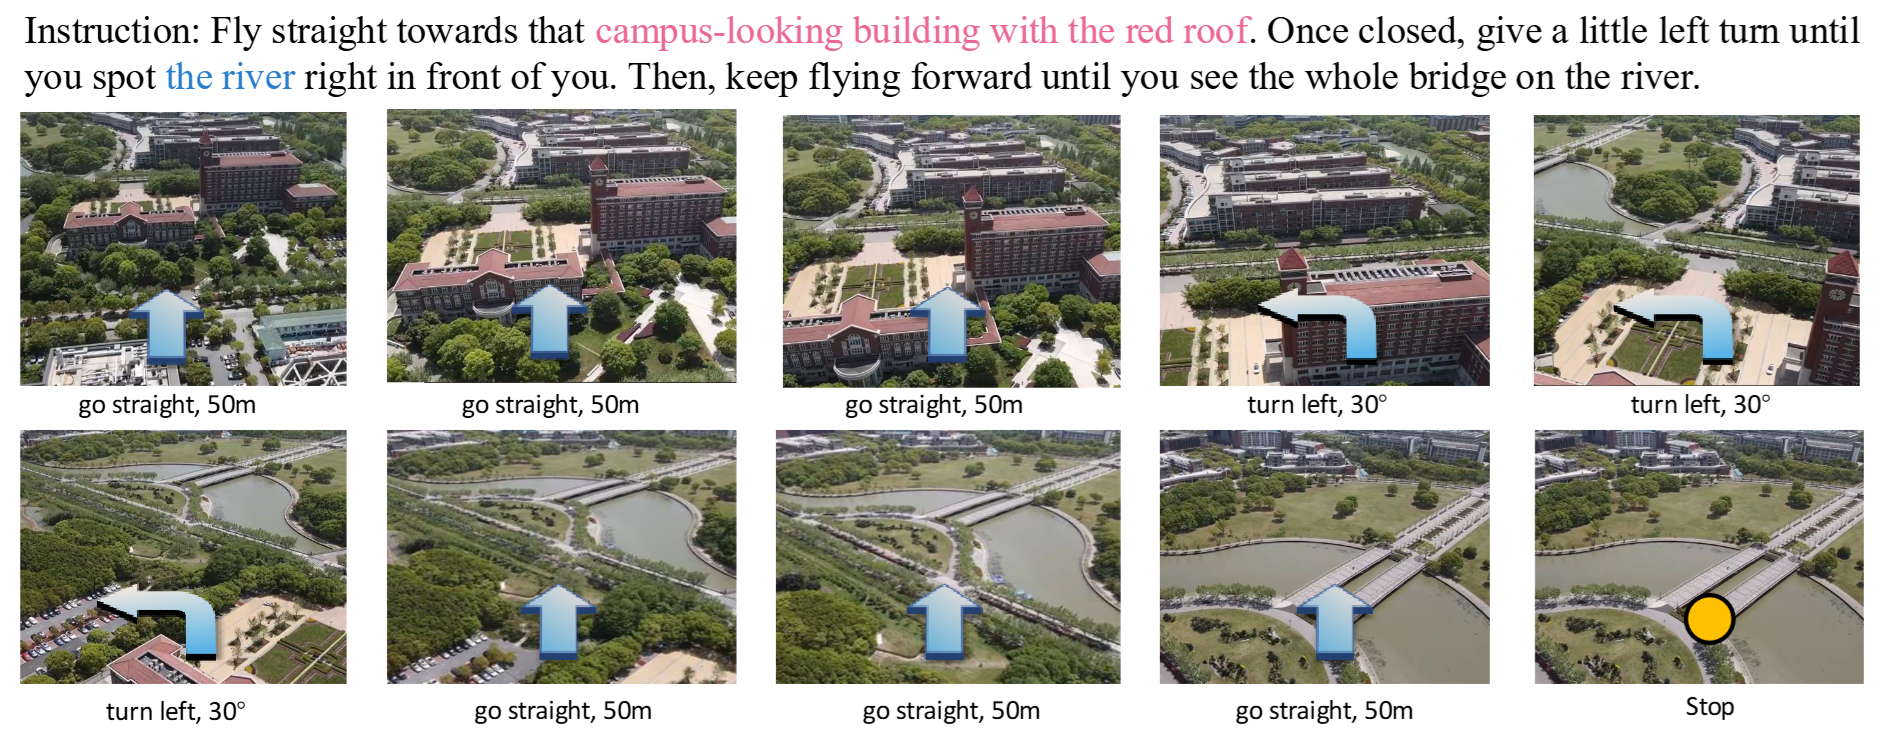 Instruction: Fly straight towards that campus-looking building with the red roof. Once closed, give a little left turn until
you spot the river right in front of you. Then, keep flying forward until you see the whole bridge on the river.
go straight, 50m
go straight, 50m
go straight, 50m
turn left, 30°
turn left, 30°
turn left, 30°
go straight, 50m
go straight, 50m
go straight, 50m
Stop